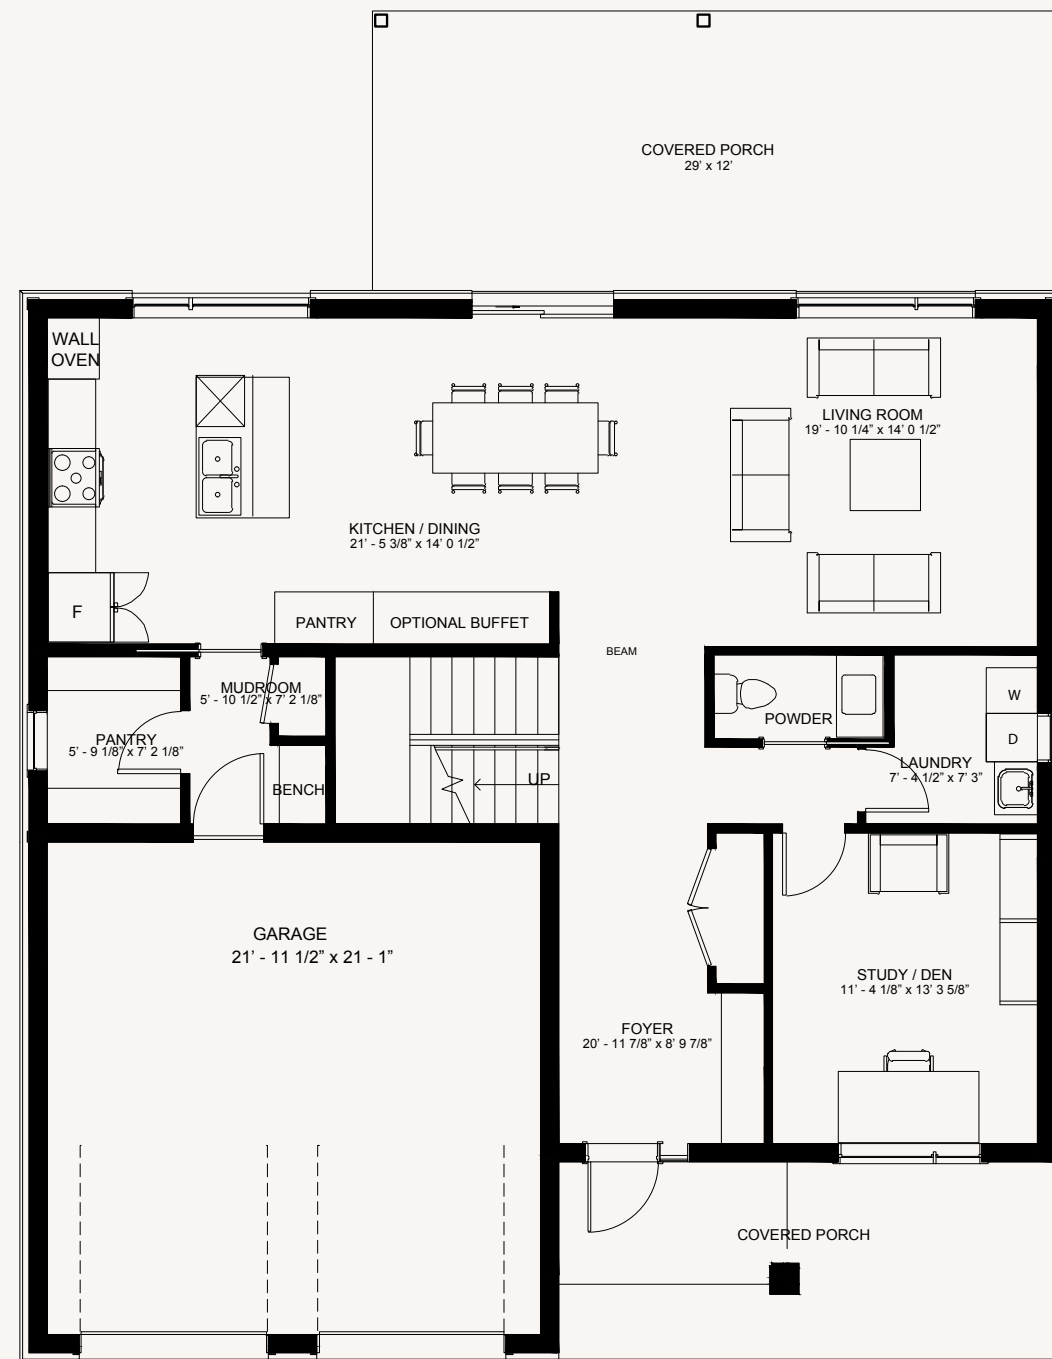 COVERED PORCH
29’ x 12’
WALL
OVEN
LIVING ROOM
19’ - 10 1/4” x 14’ 0 1/2”
KITCHEN / DINING
21’ - 5 3/8” x 14’ 0 1/2”
F
PANTRY
OPTIONAL BUFFET
BEAM
MUDROOM
5’ - 10 1/2” x 7’ 2 1/8”
W
POWDER
PANTRY
5’ - 9 1/8” x 7’ 2 1/8”
D
LAUNDRY
7’ - 4 1/2” x 7’ 3”
UP
BENCH
GARAGE
21’ - 11 1/2” x 21 - 1”
STUDY / DEN
11’ - 4 1/8” x 13’ 3 5/8”
FOYER
20’ - 11 7/8” x 8’ 9 7/8”
COVERED PORCH